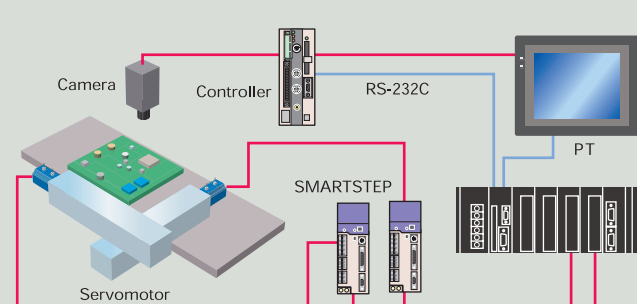 Camera
Controller
RS-232C
PT
SMARTSTEP
Servomotor